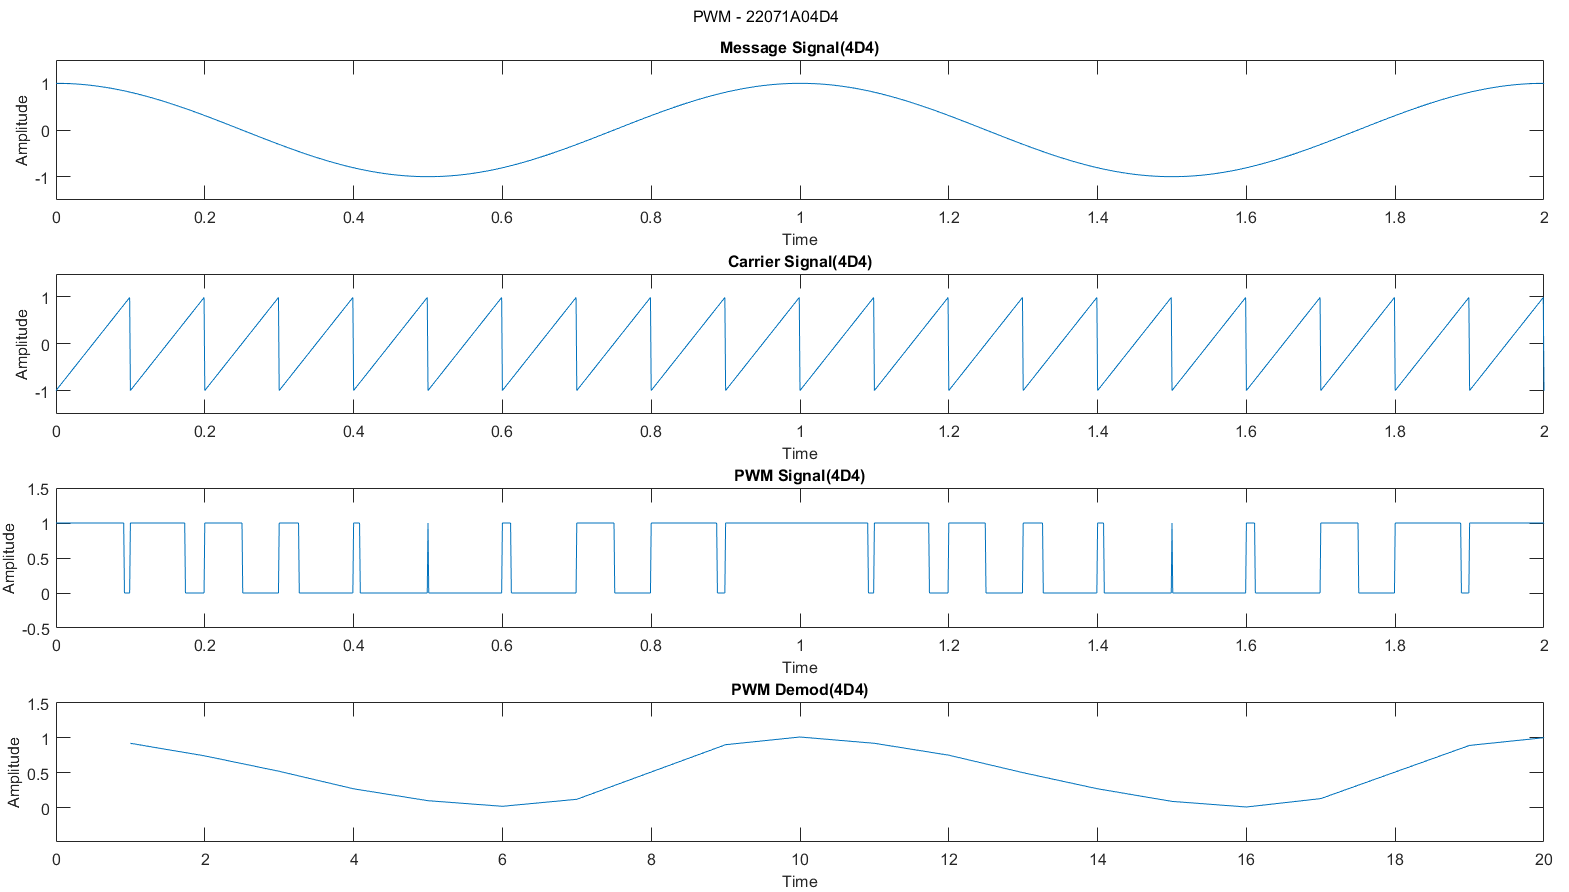 PWM - 22071A04D4
Message Signal(4D4)
Amplitude
1
0
-1
0 0.2 0.4 0.6 0.8 1 1.2 1.4 1.6 1.8 2
Time
Carrier Signal(4D4)
Amplitude
1
0
-1
0 0.2 0.4 0.6 0.8 1 1.2 1.4 1.6 1.8 2
Time
PWM Signal(4D4)
Amplitude
1.5
1
0.5
0
-0.5
0 0.2 0.4 0.6 0.8 1 1.2 1.4 1.6 1.8 2
Time
PWM Demod(4D4)
Amplitude
1.5
1
0.5
0
0 2 4 6 8 10 12 14 16 18 20
Time